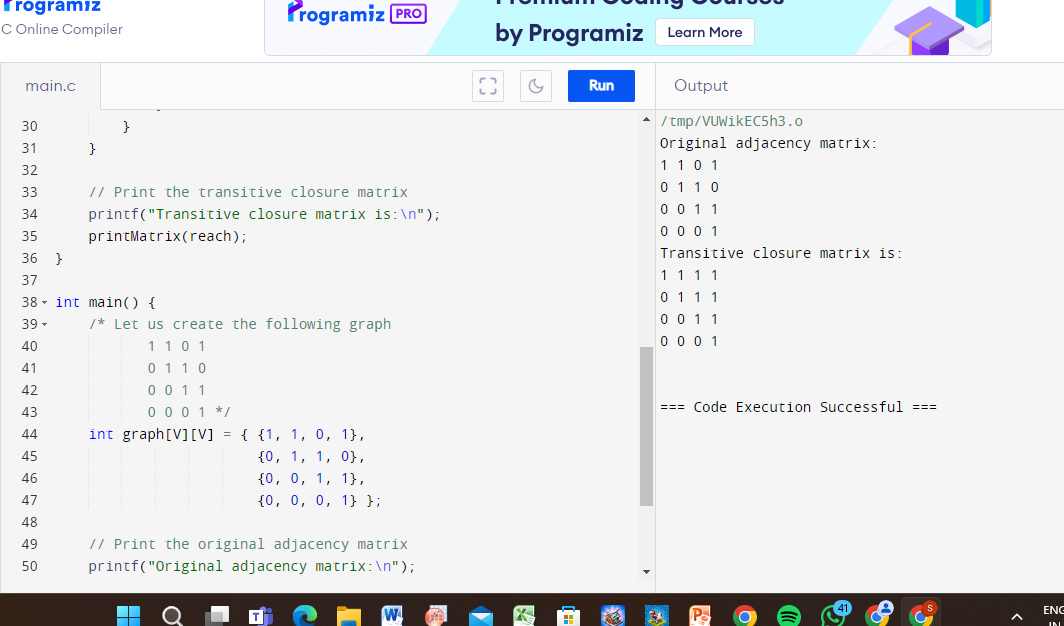 Programiz
C Online Compiler
Programiz PRO
Premium Coding Courses
by Programiz
Learn More
main.c
Run
Output
30 }
31 }
32
33 // Print the transitive closure matrix
34 printf("Transitive closure matrix is:\n");
35 printMatrix(reach);
36 }
37
38 int main() {
39 /* Let us create the following graph
40 1 1 0 1
41 0 1 1 0
42 0 0 1 1
43 0 0 0 1 */
44 int graph[V][V] = { {1, 1, 0, 1},
45 {0, 1, 1, 0},
46 {0, 0, 1, 1},
47 {0, 0, 0, 1} };
48
49 // Print the original adjacency matrix
50 printf("Original adjacency matrix:\n");
/tmp/VUWikEC5h3.o
Original adjacency matrix:
1 1 0 1
0 1 1 0
0 0 1 1
0 0 0 1
Transitive closure matrix is:
1 1 1 1
0 1 1 1
0 0 1 1
0 0 0 1
=== Code Execution Successful ===
41
S
ENG